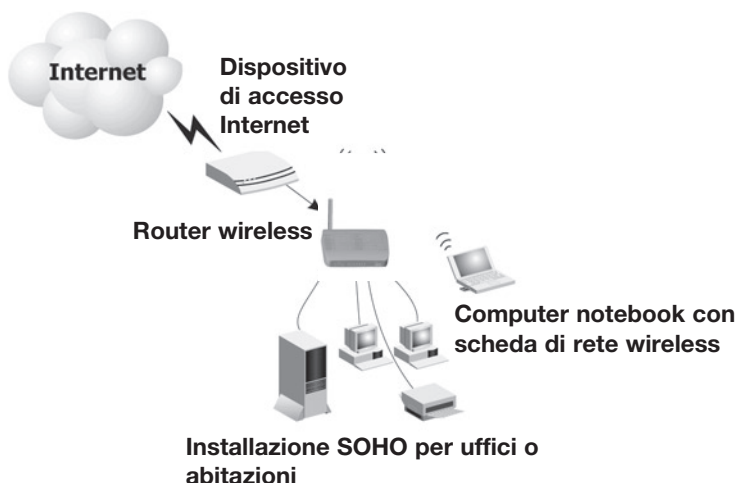 Internet
Dispositivo
di accesso
Internet
Router wireless
Computer notebook con
scheda di rete wireless
Installazione SOHO per uffici o
abitazioni